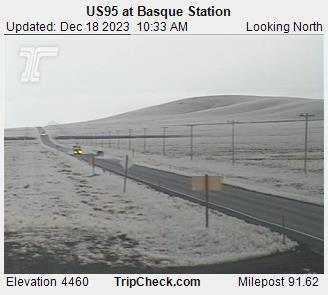 US95 at Basque Station
Updated: Dec 18 2023 10:33 AM Looking North
Elevation 4460 TripCheck.com Milepost 91.62